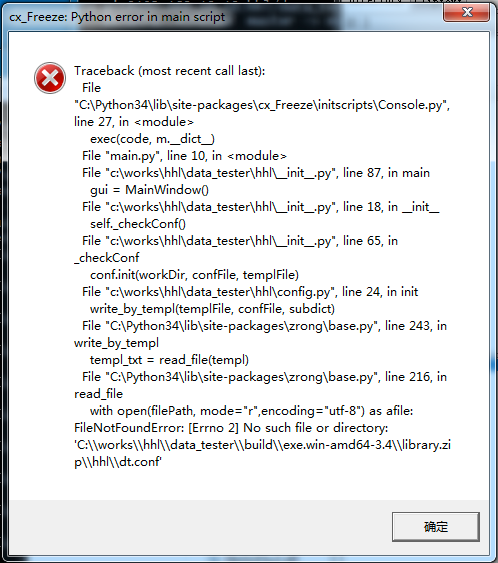 cx_Freeze: Python error in main script
Traceback (most recent call last):
File
"C:\Python34\lib\site-packages\cx_Freeze\initscripts\Console.py",
line 27, in <module>
exec(code, m.__dict__)
File "main.py", line 10, in <module>
File "c:\works\hhl\data_tester\hhl\__init__.py", line 87, in main
gui = MainWindow()
File "c:\works\hhl\data_tester\hhl\__init__.py", line 18, in __init__
self._checkConf()
File "c:\works\hhl\data_tester\hhl\__init__.py", line 65, in
_checkConf
conf.init(workDir, confFile, templFile)
File "c:\works\hhl\data_tester\hhl\config.py", line 24, in init
write_by_templ(templFile, confFile, subdict)
File "C:\Python34\lib\site-packages\zrong\base.py", line 243, in
write_by_templ
templ_txt = read_file(templ)
File "C:\Python34\lib\site-packages\zrong\base.py", line 216, in
read_file
with open(filePath, mode="r",encoding="utf-8") as afile:
FileNotFoundError: [Errno 2] No such file or directory:
'C:\\works\\hhl\\data_tester\\build\\exe.win-amd64-3.4\\library.zi
p\\hhl\\dt.conf'
确定